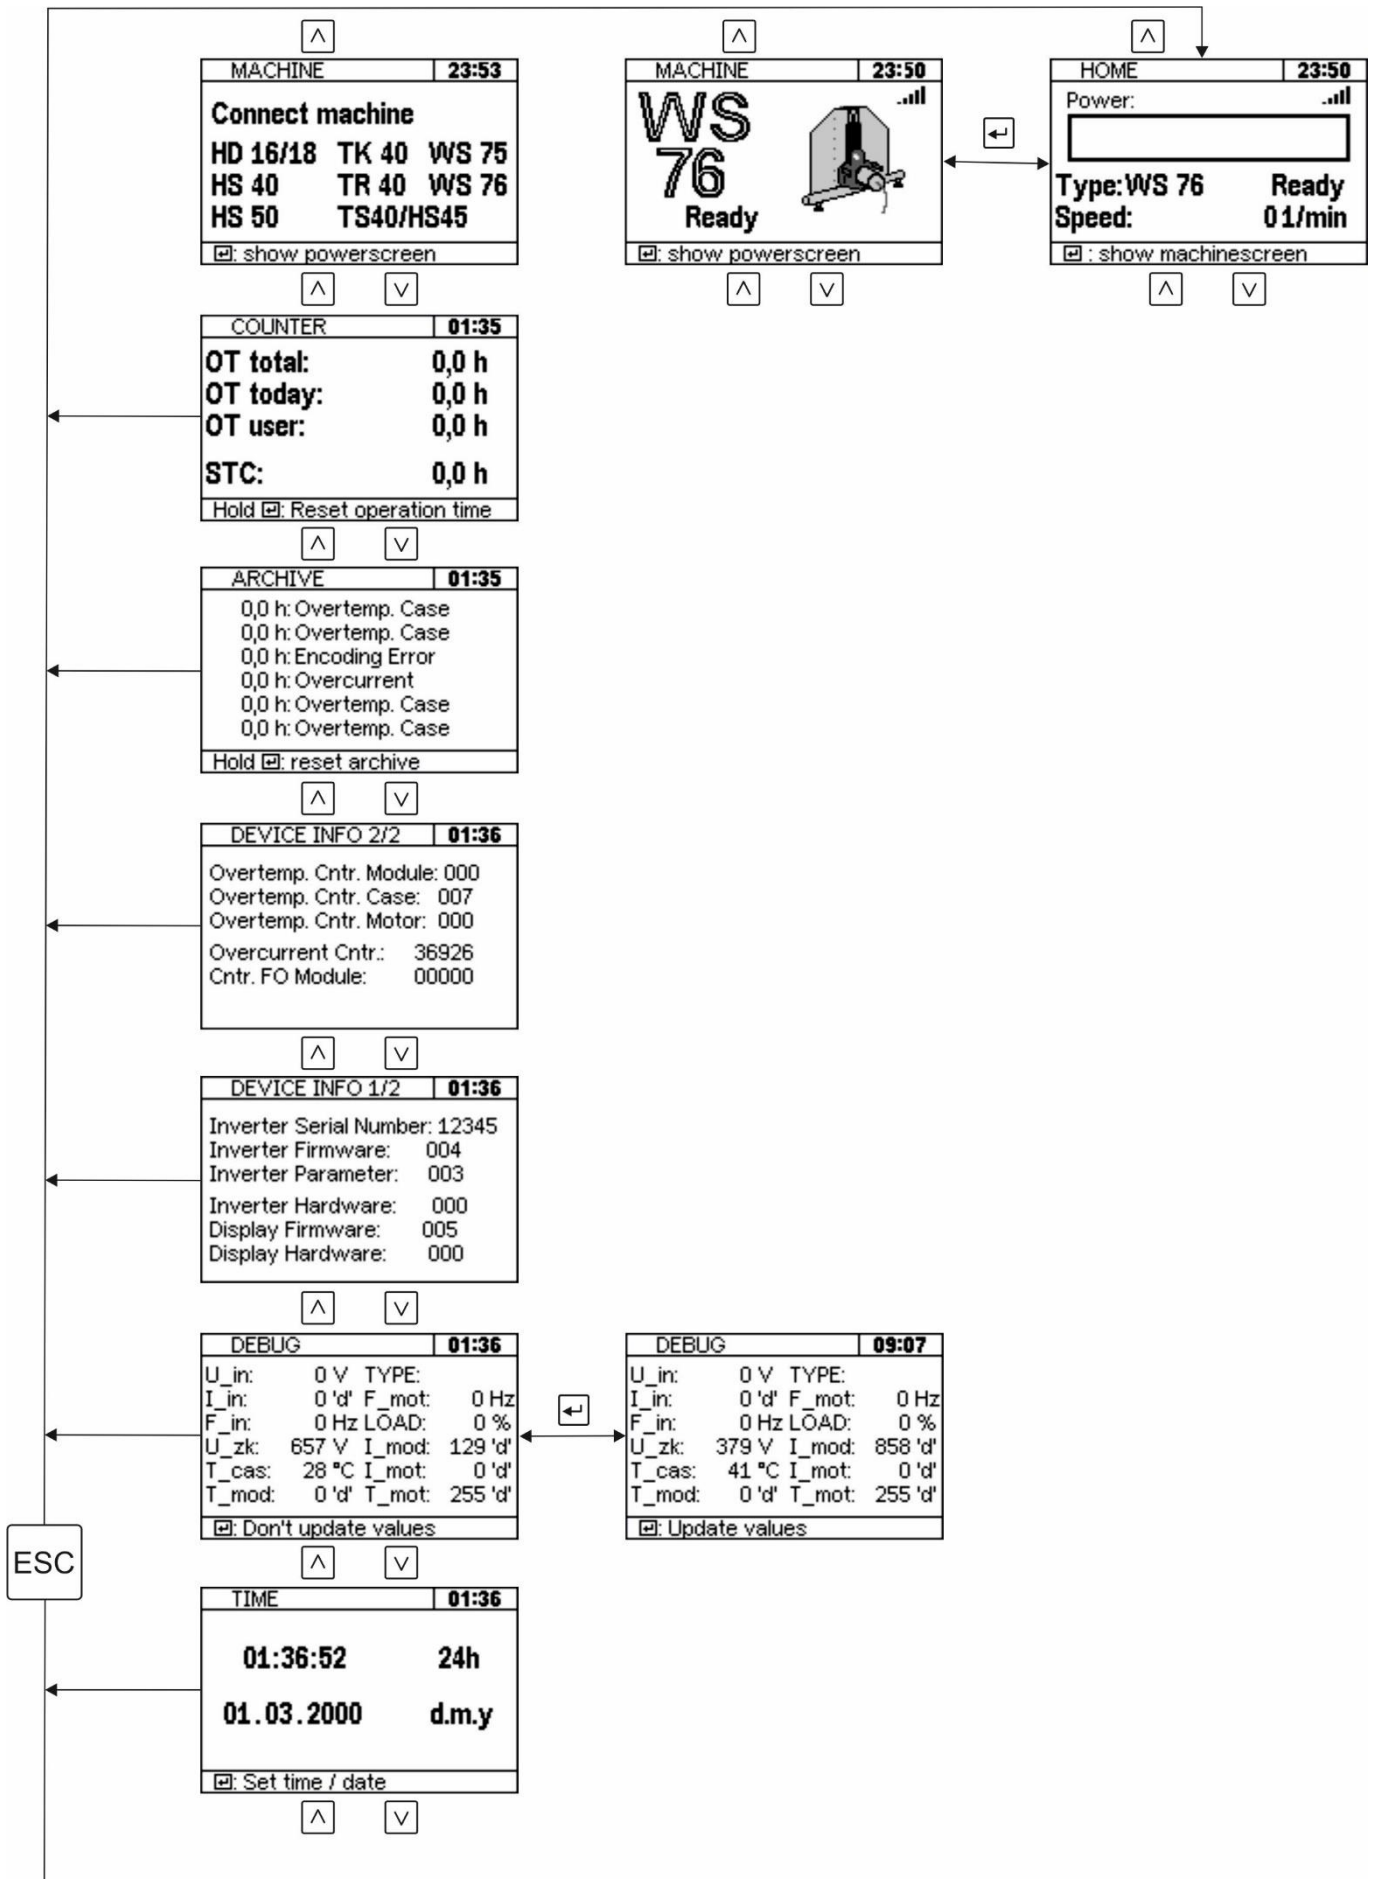 MACHINE 23:53
Connect machine
HD 16/18 TK 40 WS 75
HS 40 TR 40 WS 76
HS 50 TS40/HS45
: show powerscreen
MACHINE 23:50
WS
76
Ready
: show powerscreen
HOME 23:50
Power:
Type:WS 76 Ready
Speed: 0 1/min
: show machinescreen
COUNTER 01:35
OT total: 0,0 h
OT today: 0,0 h
OT user: 0,0 h
STC: 0,0 h
Hold : Reset operation time
ARCHIVE 01:35
0,0 h: Overtemp. Case
0,0 h: Overtemp. Case
0,0 h: Encoding Error
0,0 h: Overcurrent
0,0 h: Overtemp. Case
0,0 h: Overtemp. Case
Hold : reset archive
DEVICE INFO 2/2 01:36
Overtemp. Cntr. Module: 000
Overtemp. Cntr. Case: 007
Overtemp. Cntr. Motor: 000
Overcurrent Cntr.: 36926
Cntr. FO Module: 00000
DEVICE INFO 1/2 01:36
Inverter Serial Number: 12345
Inverter Firmware: 004
Inverter Parameter: 003
Inverter Hardware: 000
Display Firmware: 005
Display Hardware: 000
DEBUG 01:36
U_in: 0 V TYPE:
I_in: 0 'd' F_mot: 0 Hz
F_in: 0 Hz LOAD: 0 %
U_zk: 657 V I_mod: 129 'd'
T_cas: 28 °C I_mot: 0 'd'
T_mod: 0 'd' T_mot: 255 'd'
: Don't update values
DEBUG 09:07
U_in: 0 V TYPE:
I_in: 0 'd' F_mot: 0 Hz
F_in: 0 Hz LOAD: 0 %
U_zk: 379 V I_mod: 858 'd'
T_cas: 41 °C I_mot: 0 'd'
T_mod: 0 'd' T_mot: 255 'd'
: Update values
ESC
TIME 01:36
01:36:52 24h
01.03.2000 d.m.y
: Set time / date